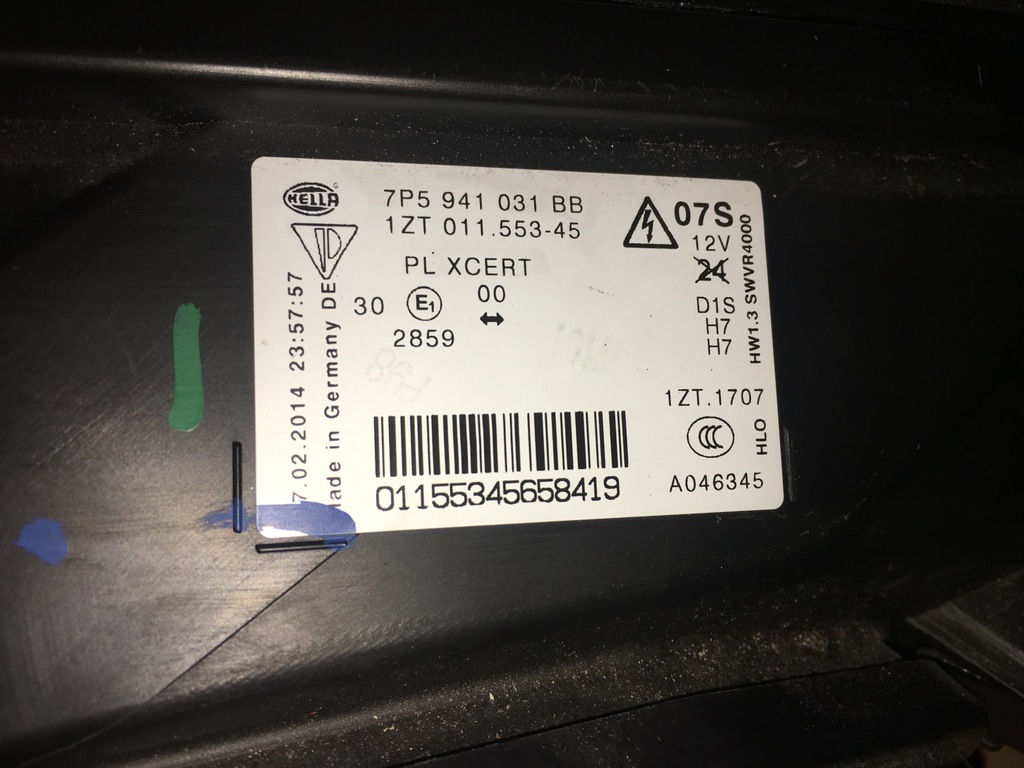 HELLA
7P5 941 031 BB
1ZT 011.553-45
PL XCERT
30 E1 00
2859
07S
12V
24
D1S
H7
H7
HW1.3 SWVR4000
1ZT.1707
CCC
HLO
A046345
01155345658419
7.02.2014 23:57:57
Made in Germany DE